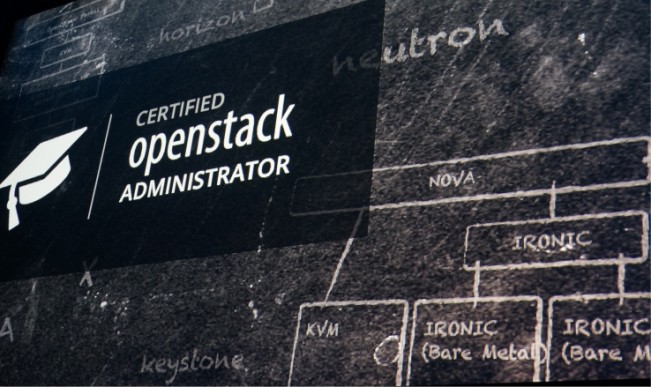 horizon
neutron
CERTIFIED
openstack
ADMINISTRATOR
NOVA
IRONIC
KVM
IRONIC
(Bare Metal)
IRONIC
(Bare M
keystone
A